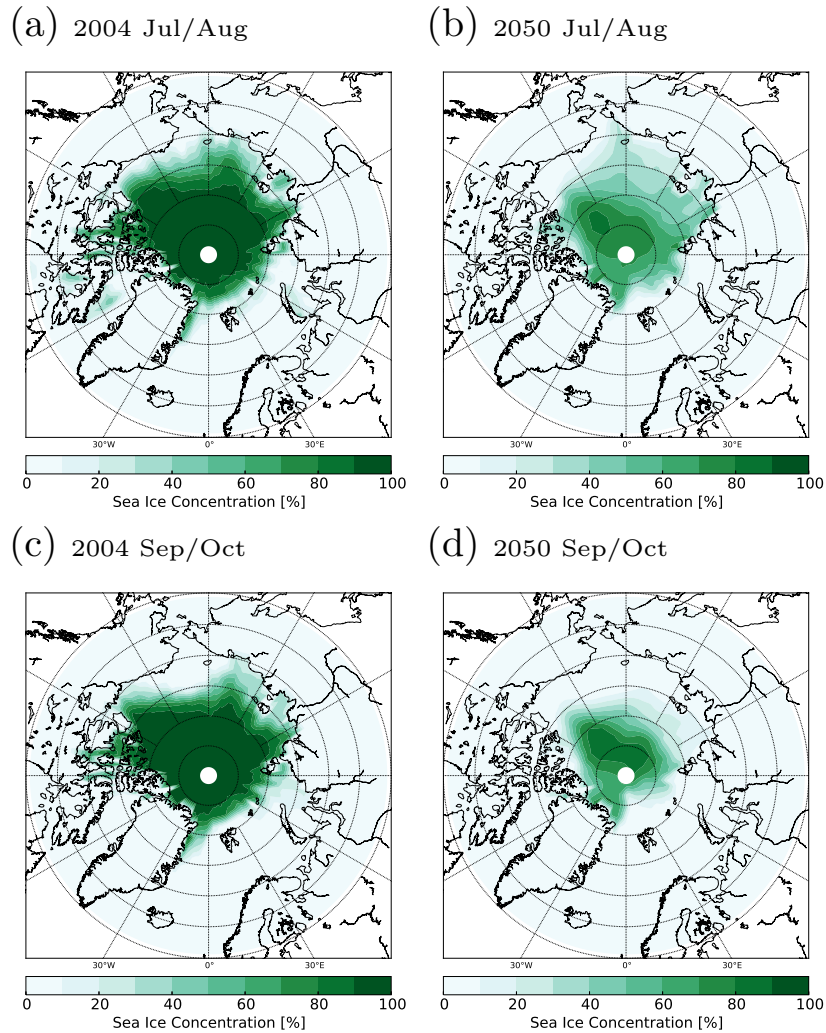 (a) 2004 Jul/Aug
(b) 2050 Jul/Aug
30°W 0° 30°E
30°W 0° 30°E
0 20 40 60 80 100
Sea Ice Concentration [%]
0 20 40 60 80 100
Sea Ice Concentration [%]
(c) 2004 Sep/Oct
(d) 2050 Sep/Oct
30°W 0° 30°E
30°W 0° 30°E
0 20 40 60 80 100
Sea Ice Concentration [%]
0 20 40 60 80 100
Sea Ice Concentration [%]